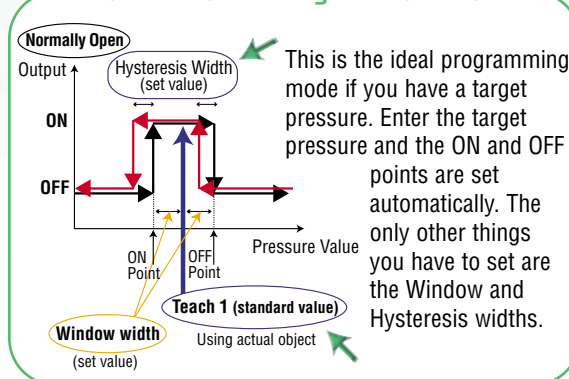 Normally Open
Output
Hysteresis Width
(set value)
ON
OFF
ON
Point
OFF
Point
Pressure Value
Teach 1 (standard value)
Using actual object
Window width
(set value)
This is the ideal programming
mode if you have a target
pressure. Enter the target
pressure and the ON and OFF
points are set
automatically. The
only other things
you have to set are
the Window and
Hysteresis widths.